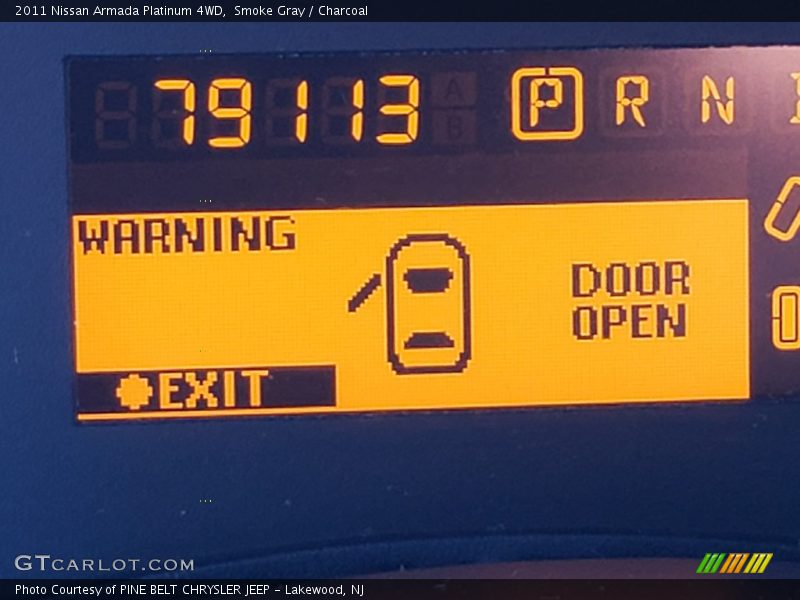 2011 Nissan Armada Platinum 4WD, Smoke Gray / Charcoal
79113 P R N
WARNING
DOOR
OPEN
EXIT
GTCARLOT.COM
Photo Courtesy of PINE BELT CHRYSLER JEEP - Lakewood, NJ